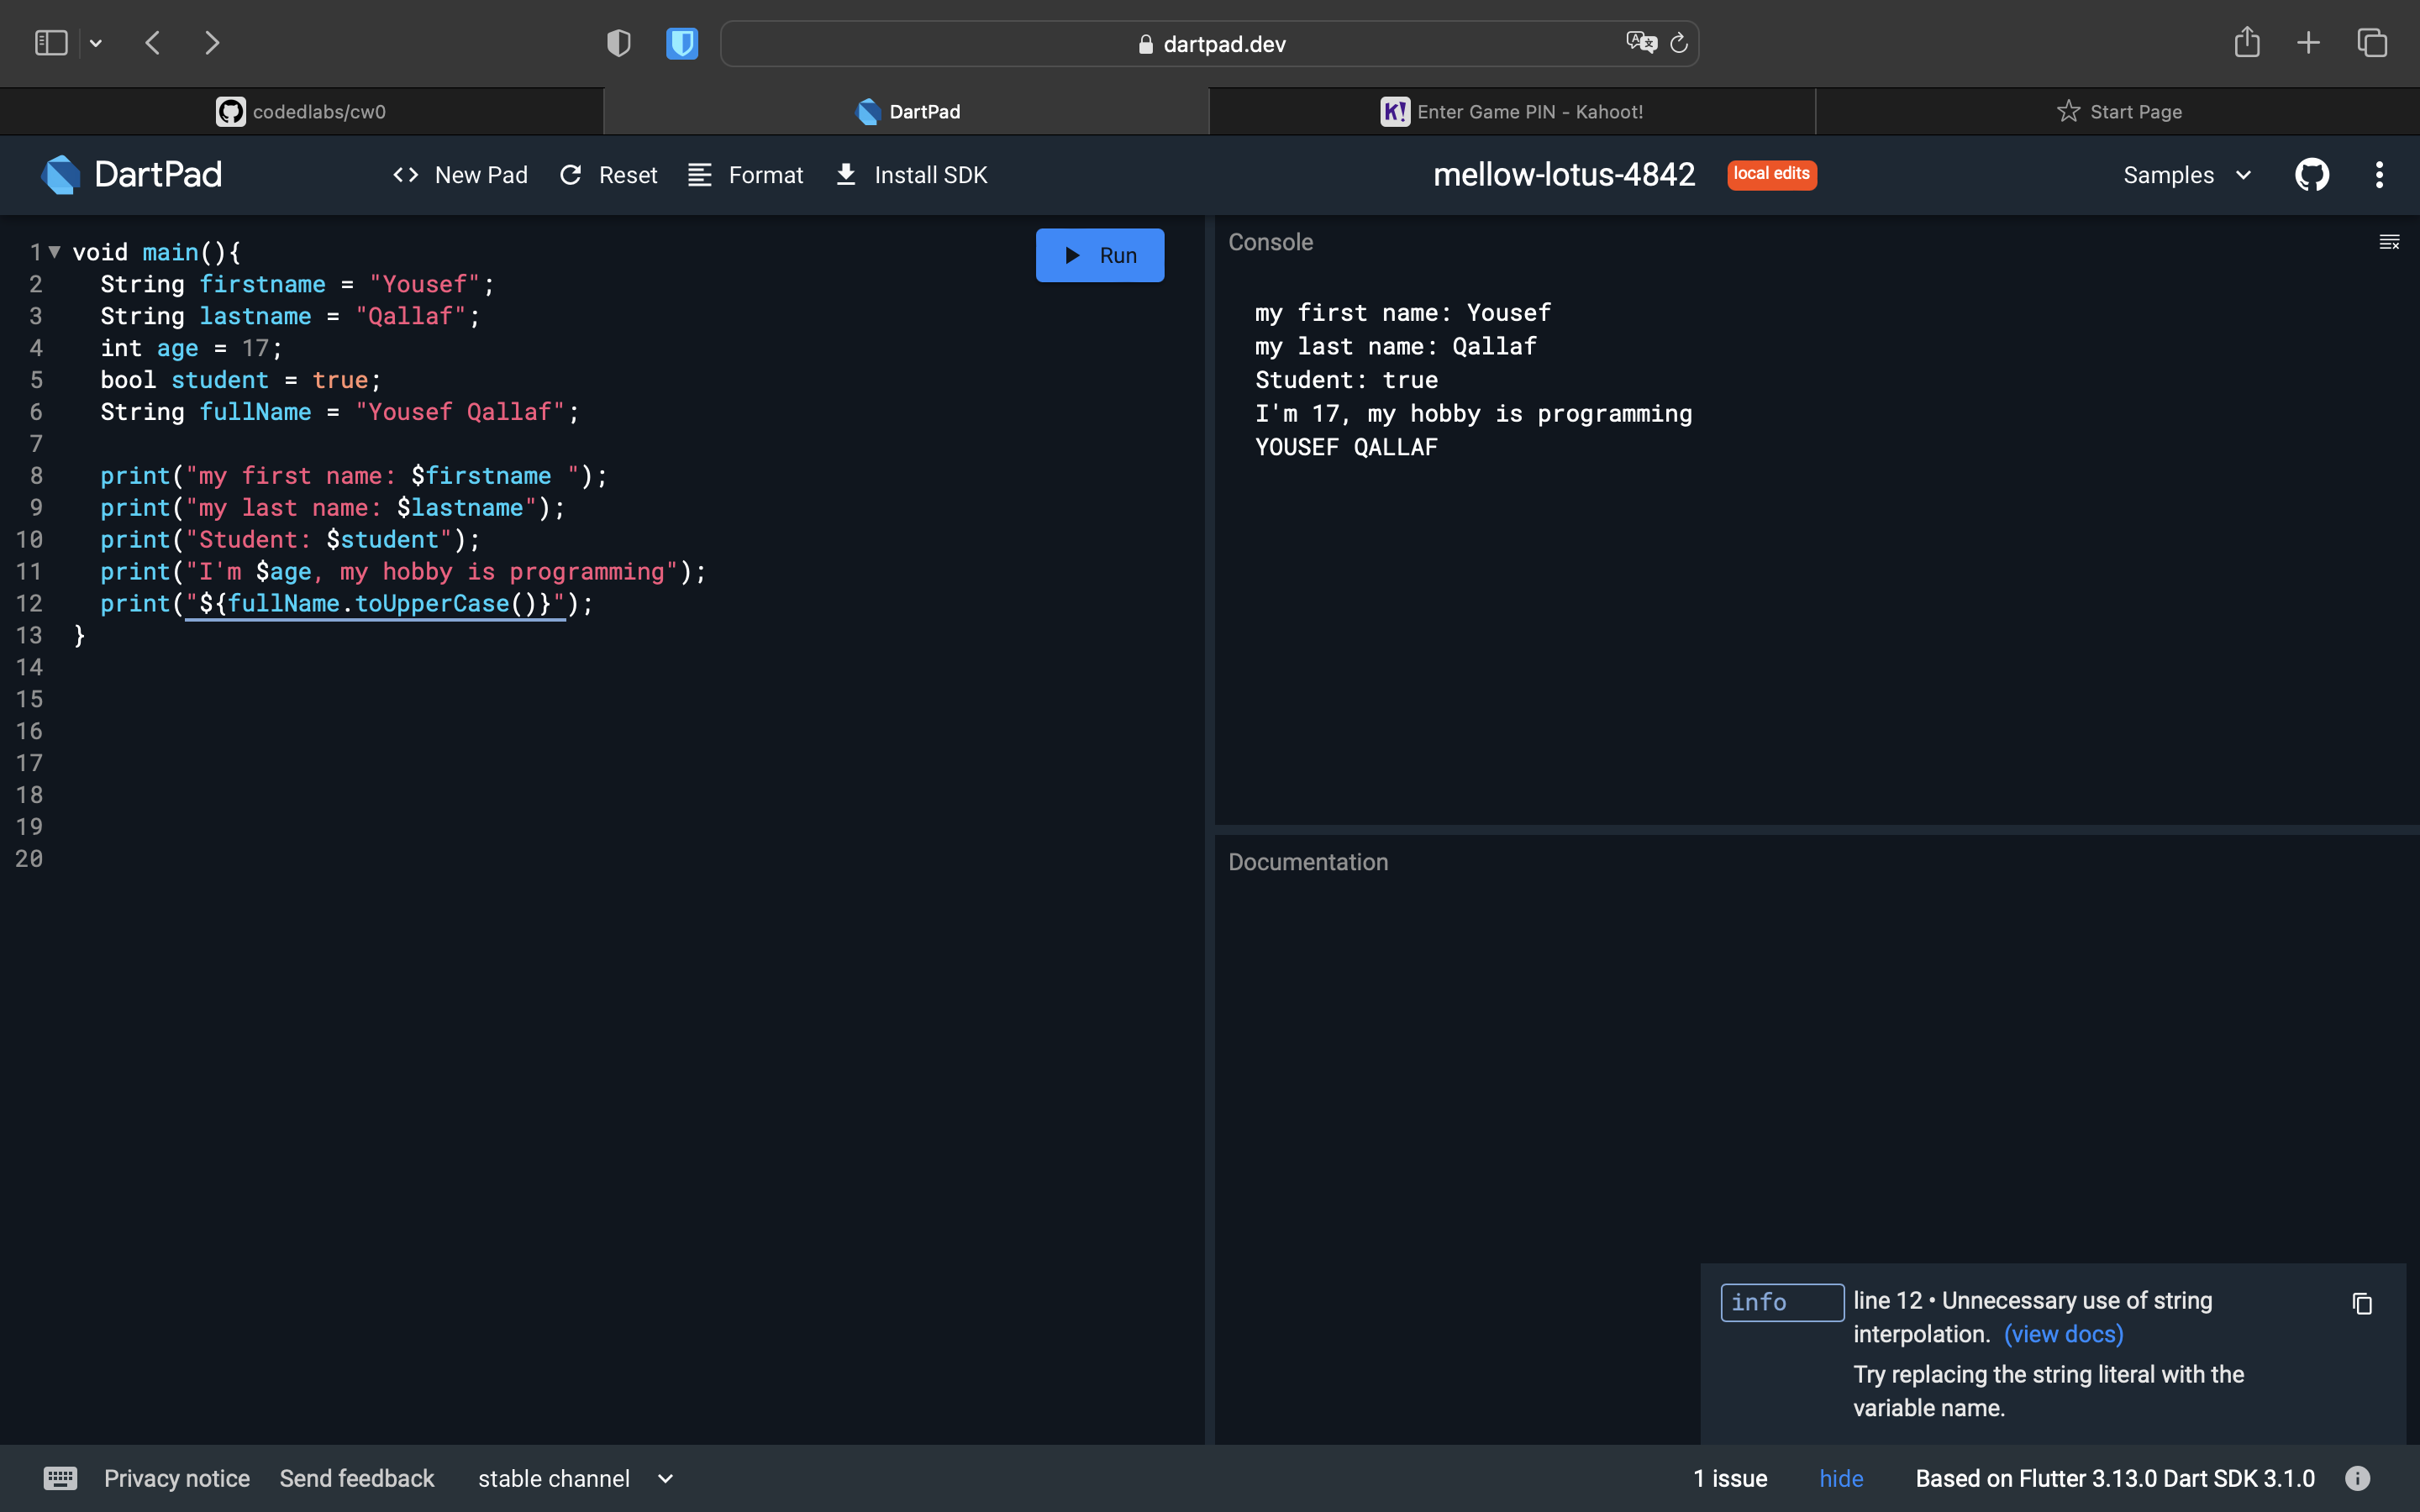 dartpad.dev
codedlabs/cw0
DartPad
Enter Game PIN - Kahoot!
Start Page
DartPad
<> New Pad
Reset
Format
Install SDK
mellow-lotus-4842
local edits
Samples
1 void main(){
2   String firstname = "Yousef";
3   String lastname = "Qallaf";
4   int age = 17;
5   bool student = true;
6   String fullName = "Yousef Qallaf";
7
8   print("my first name: $firstname ");
9   print("my last name: $lastname");
10   print("Student: $student");
11   print("I'm $age, my hobby is programming");
12   print("${fullName.toUpperCase()}");
13 }
14
15
16
17
18
19
20
Run
Console
my first name: Yousef
my last name: Qallaf
Student: true
I'm 17, my hobby is programming
YOUSEF QALLAF
Documentation
info
line 12 • Unnecessary use of string
interpolation. (view docs)
Try replacing the string literal with the
variable name.
Privacy notice
Send feedback
stable channel
1 issue
hide
Based on Flutter 3.13.0 Dart SDK 3.1.0